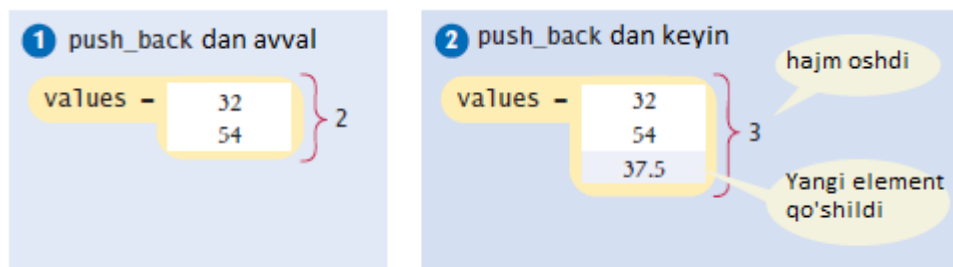 1 push_back dan avval
values = 32
54
2
2 push_back dan keyin
hajm oshdi
values = 32
54
37.5
3
Yangi element
qo'shildi